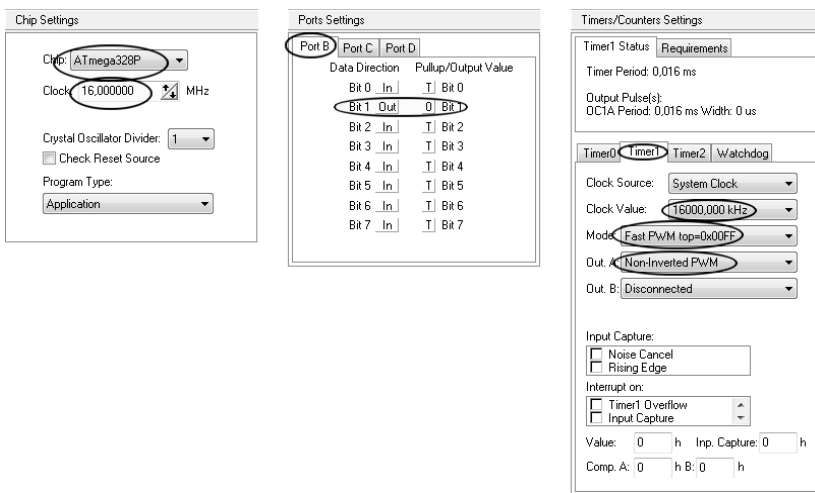 Chip Settings
Chip: ATmega328P
Clock: 16,000000 MHz
Crystal Oscillator Divider: 1
Check Reset Source
Program Type:
Application
Ports Settings
Port B Port C Port D
Data Direction Pullup/Output Value
Bit 0 In T Bit 0
Bit 1 Out 0 Bit 1
Bit 2 In T Bit 2
Bit 3 In T Bit 3
Bit 4 In T Bit 4
Bit 5 In T Bit 5
Bit 6 In T Bit 6
Bit 7 In T Bit 7
Timers/Counters Settings
Timer1 Status Requirements
Timer Period: 0,016 ms
Output Pulse(s):
OC1A Period: 0,016 ms Width: 0 us
Timer0 Timer1 Timer2 Watchdog
Clock Source: System Clock
Clock Value: 16000,000 kHz
Mode: Fast PWM top=0x00FF
Out. A: Non-Inverted PWM
Out. B: Disconnected
Input Capture:
Noise Cancel
Rising Edge
Interrupt on:
Timer1 Overflow
Input Capture
Value: 0 h Inp. Capture: 0 h
Comp. A: 0 h B: 0 h